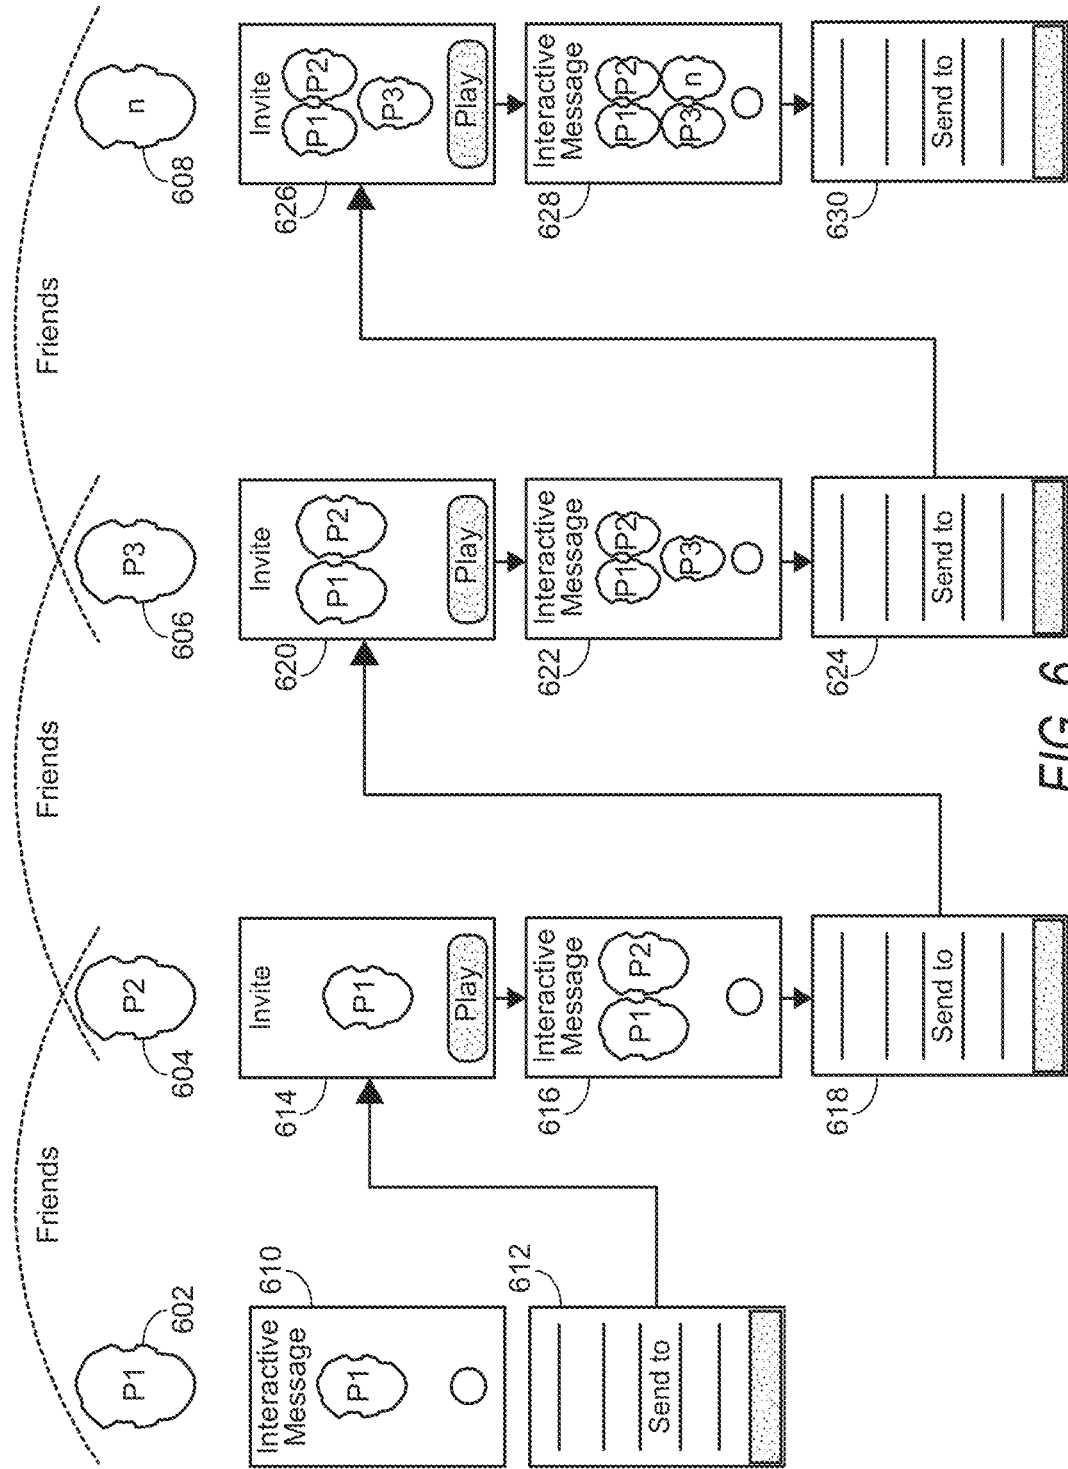 Friends
Friends
Friends
P1
602
P2
604
P3
606
n
608
Interactive
Message
P1
610
Send to
612
Invite
P1
Play
614
Interactive
Message
P1 P2
616
Send to
618
Invite
P1 P2
Play
620
Interactive
Message
P1 P2
P3
622
Send to
624
Invite
P1 P2
P3
Play
626
Interactive
Message
P1 P2
P3 n
628
Send to
630
FIG. 6